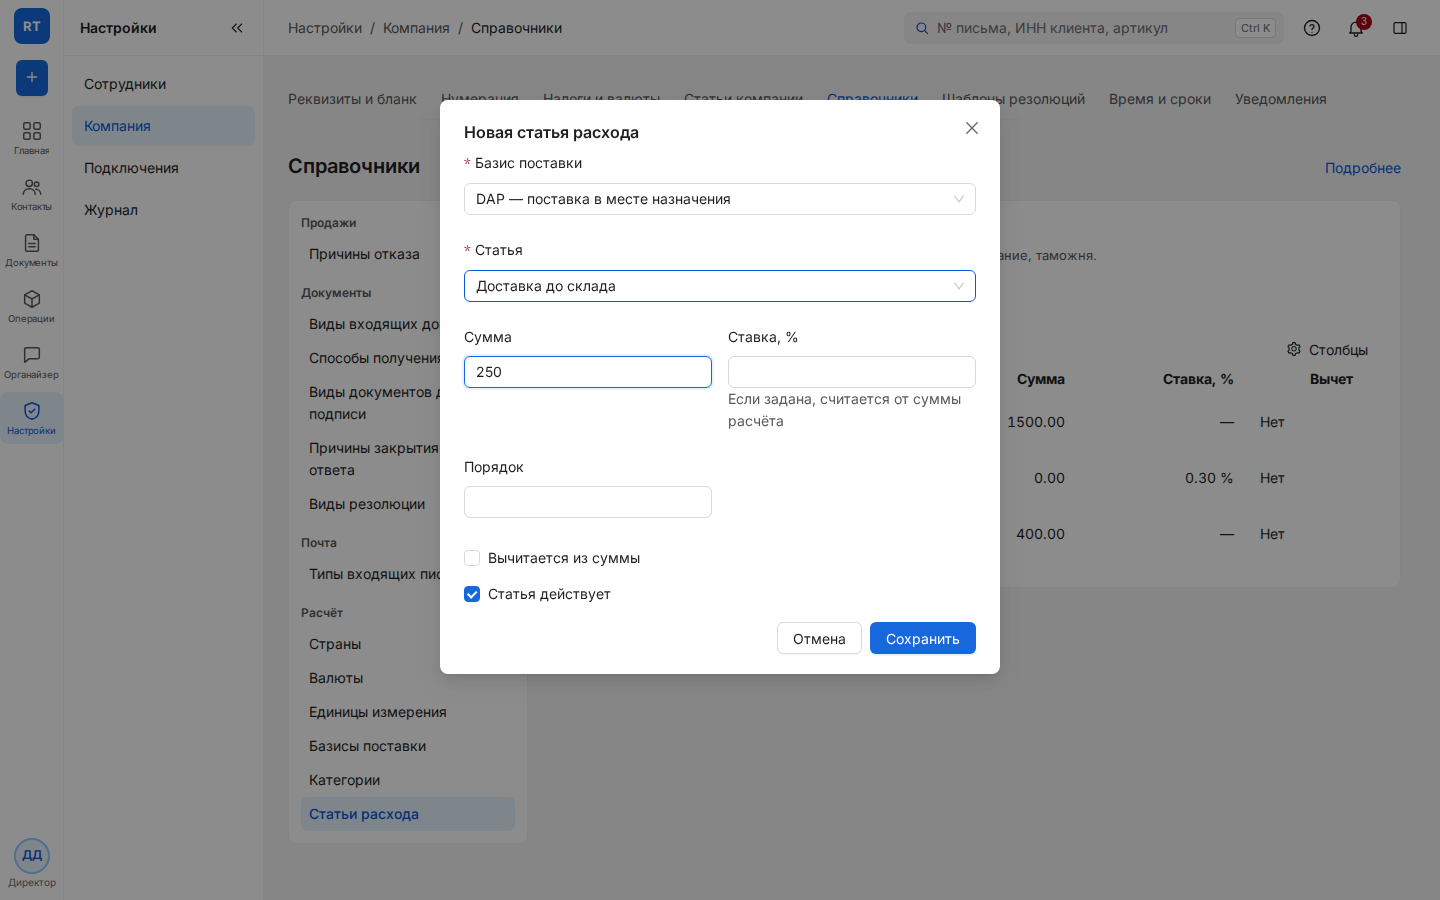 RT
Настройки
Настройки / Компания / Справочники
№ письма, ИНН клиента, артикул
Ctrl K
3
Главная
Контакты
Документы
Операции
Органайзер
Настройки
ДД
Директор
Сотрудники
Компания
Подключения
Журнал
Реквизиты и бланк
Нумерация
Налоги и валюты
Статьи компании
Справочники
Шаблоны резолюций
Время и сроки
Уведомления
Справочники
Подробнее
Продажи
Причины отказа
Документы
Виды входящих до
Способы получения
Виды документов д
подписи
Причины закрытия
ответа
Виды резолюции
Почта
Типы входящих пис
Расчёт
Страны
Валюты
Единицы измерения
Базисы поставки
Категории
Статьи расхода
ание, таможня.
Столбцы
Сумма
Ставка, %
Вычет
1500.00
—
Нет
0.00
0.30 %
Нет
400.00
—
Нет
Новая статья расхода
* Базис поставки
DAP — поставка в месте назначения
* Статья
Доставка до склада
Сумма
Ставка, %
250
Если задана, считается от суммы
расчёта
Порядок
Вычитается из суммы
Статья действует
Отмена
Сохранить